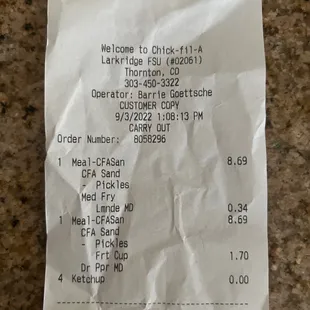 Welcome to Chick-fil-A
Larkridge FSU (#02061)
Thornton, CO
303-450-3322
Operator: Barrie Goettsche
CUSTOMER COPY
9/3/2022 1:08:13 PM
CARRY OUT
Order Number: 8058296
1 Meal-CFASan 8.69
CFA Sand
- Pickles
Med Fry
Lmnde MD 0.34
1 Meal-CFASan 8.69
CFA Sand
- Pickles
Frt Cup 1.70
Dr Ppr MD
4 Ketchup 0.00